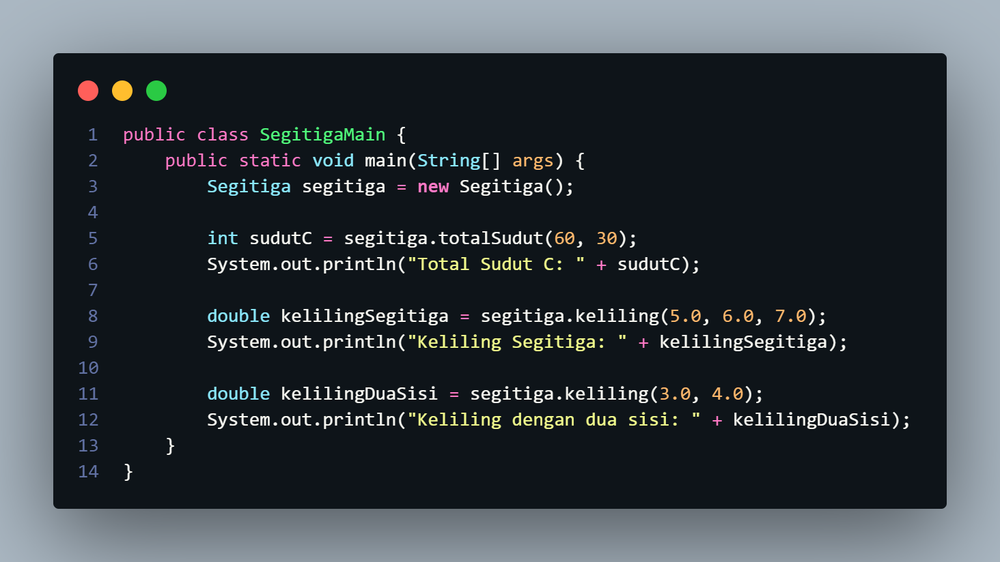 1 public class SegitigaMain {
2     public static void main(String[] args) {
3         Segitiga segitiga = new Segitiga();
4
5         int sudutC = segitiga.totalSudut(60, 30);
6         System.out.println("Total Sudut C: " + sudutC);
7
8         double kelilingSegitiga = segitiga.keliling(5.0, 6.0, 7.0);
9         System.out.println("Keliling Segitiga: " + kelilingSegitiga);
10
11         double kelilingDuaSisi = segitiga.keliling(3.0, 4.0);
12         System.out.println("Keliling dengan dua sisi: " + kelilingDuaSisi);
13     }
14 }